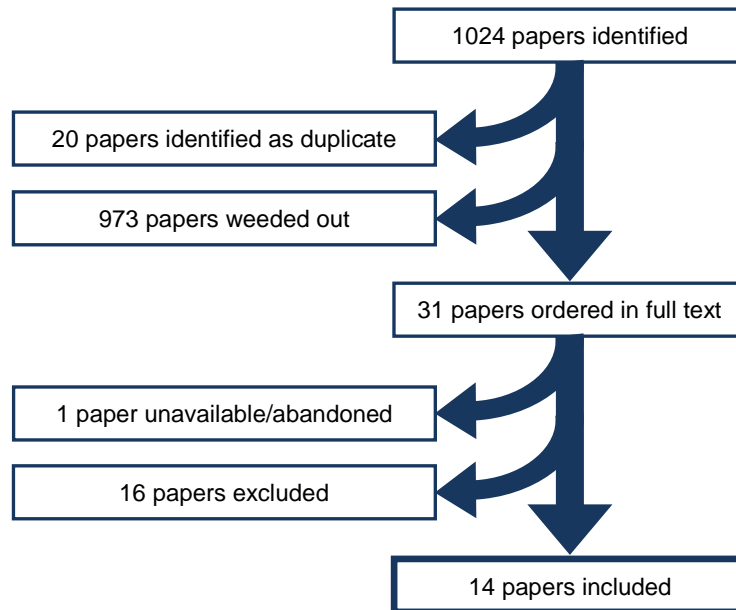 1024 papers identified
20 papers identified as duplicate
973 papers weeded out
31 papers ordered in full text
1 paper unavailable/abandoned
16 papers excluded
14 papers included